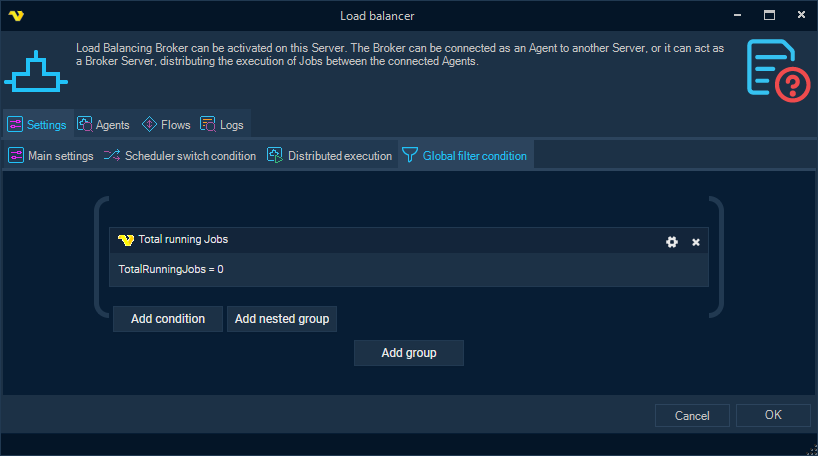 Load balancer
Load Balancing Broker can be activated on this Server. The Broker can be connected as an Agent to another Server, or it can act as
a Broker Server, distributing the execution of Jobs between the connected Agents.
Settings Agents Flows Logs
Main settings Scheduler switch condition Distributed execution Global filter condition
Total running Jobs
TotalRunningJobs = 0
Add condition Add nested group
Add group
Cancel OK